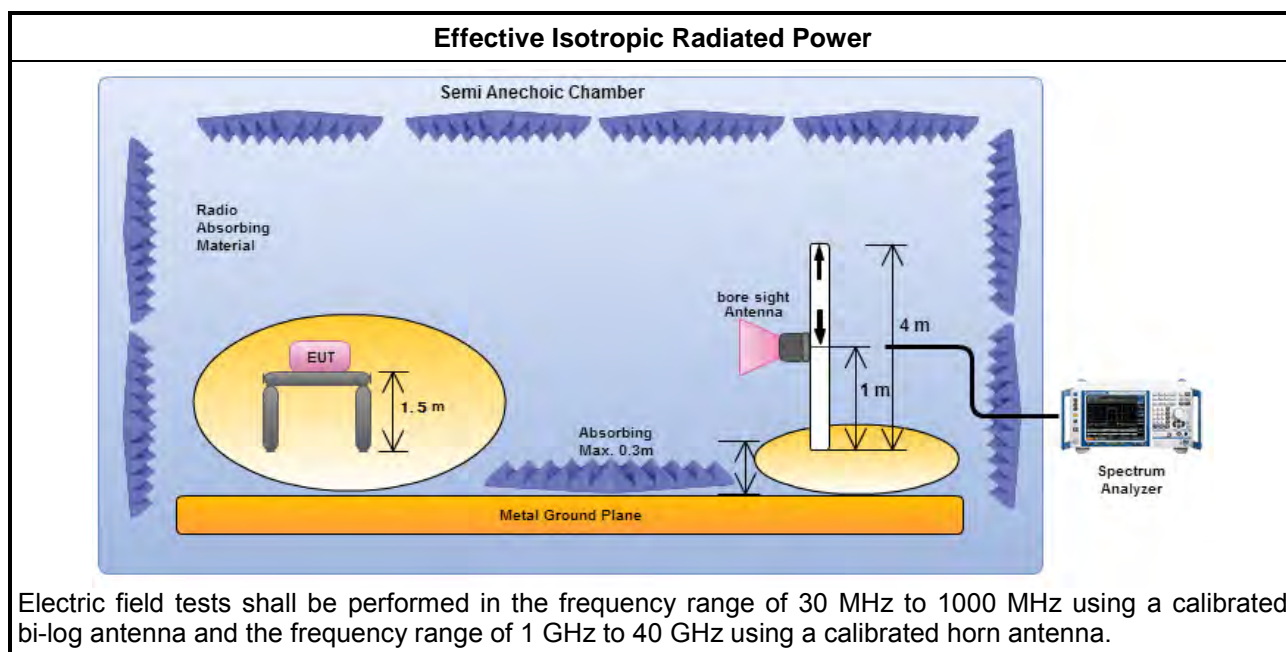 Effective Isotropic Radiated Power
Semi Anechoic Chamber
Radio
Absorbing
Material
bore sight
Antenna
4 m
EUT
1 m
1. 5 m
Absorbing
Max. 0.3m
Spectrum
Analyzer
Metal Ground Plane
Electric field tests shall be performed in the frequency range of 30 MHz to 1000 MHz using a calibrated
bi-log antenna and the frequency range of 1 GHz to 40 GHz using a calibrated horn antenna.